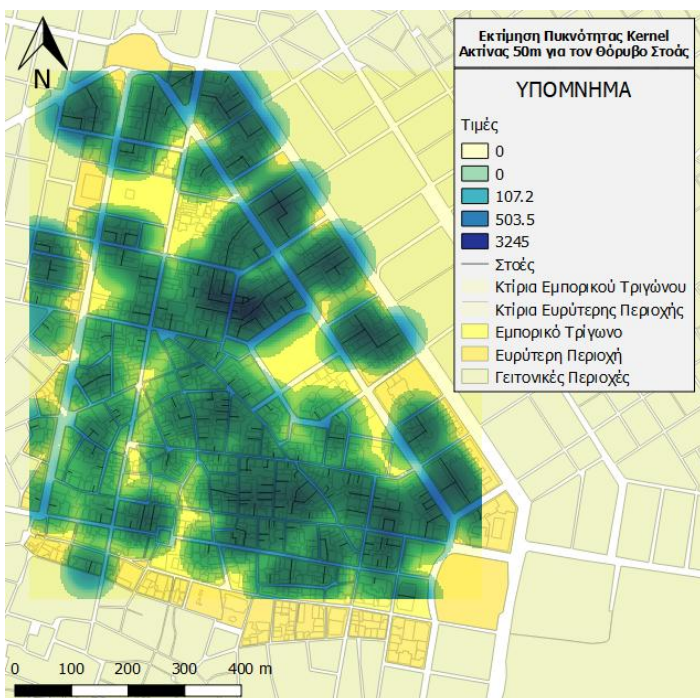 Εκτίμηση Πυκνότητας Kernel
Ακτίνας 50m για τον Θόρυβο Στοάς
ΥΠΟΜΝΗΜΑ
Τιμές
0
0
107.2
503.5
3245
Στοές
Κτίρια Εμπορικού Τριγώνου
Κτίρια Ευρύτερης Περιοχής
Εμπορικό Τρίγωνο
Ευρύτερη Περιοχή
Γειτονικές Περιοχές
N
0 100 200 300 400 m